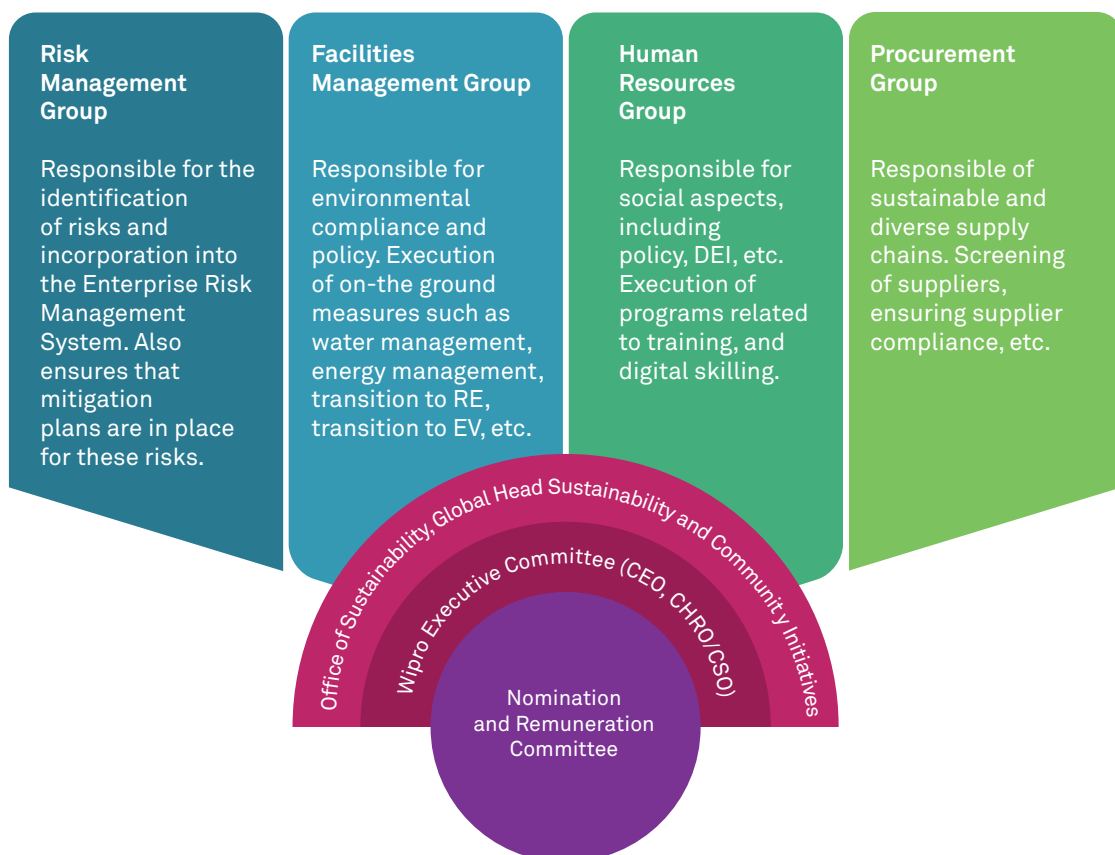 Risk
Management
Group
Responsible for the
identification
of risks and
incorporation into
the Enterprise Risk
Management
System. Also
ensures that
mitigation
plans are in place
for these risks.
Facilities
Management Group
Responsible for
environmental
compliance and
policy. Execution
of on-the ground
measures such as
water management,
energy management,
transition to RE,
transition to EV, etc.
Human
Resources
Group
Responsible for
social aspects,
including
policy, DEI, etc.
Execution of
programs related
to training, and
digital skilling.
Procurement
Group
Responsible of
sustainable and
diverse supply
chains. Screening
of suppliers,
ensuring supplier
compliance, etc.
Office of Sustainability, Global Head Sustainability and Community Initiatives
Wipro Executive Committee (CEO, CHRO/CSO)
Nomination
and Remuneration
Committee